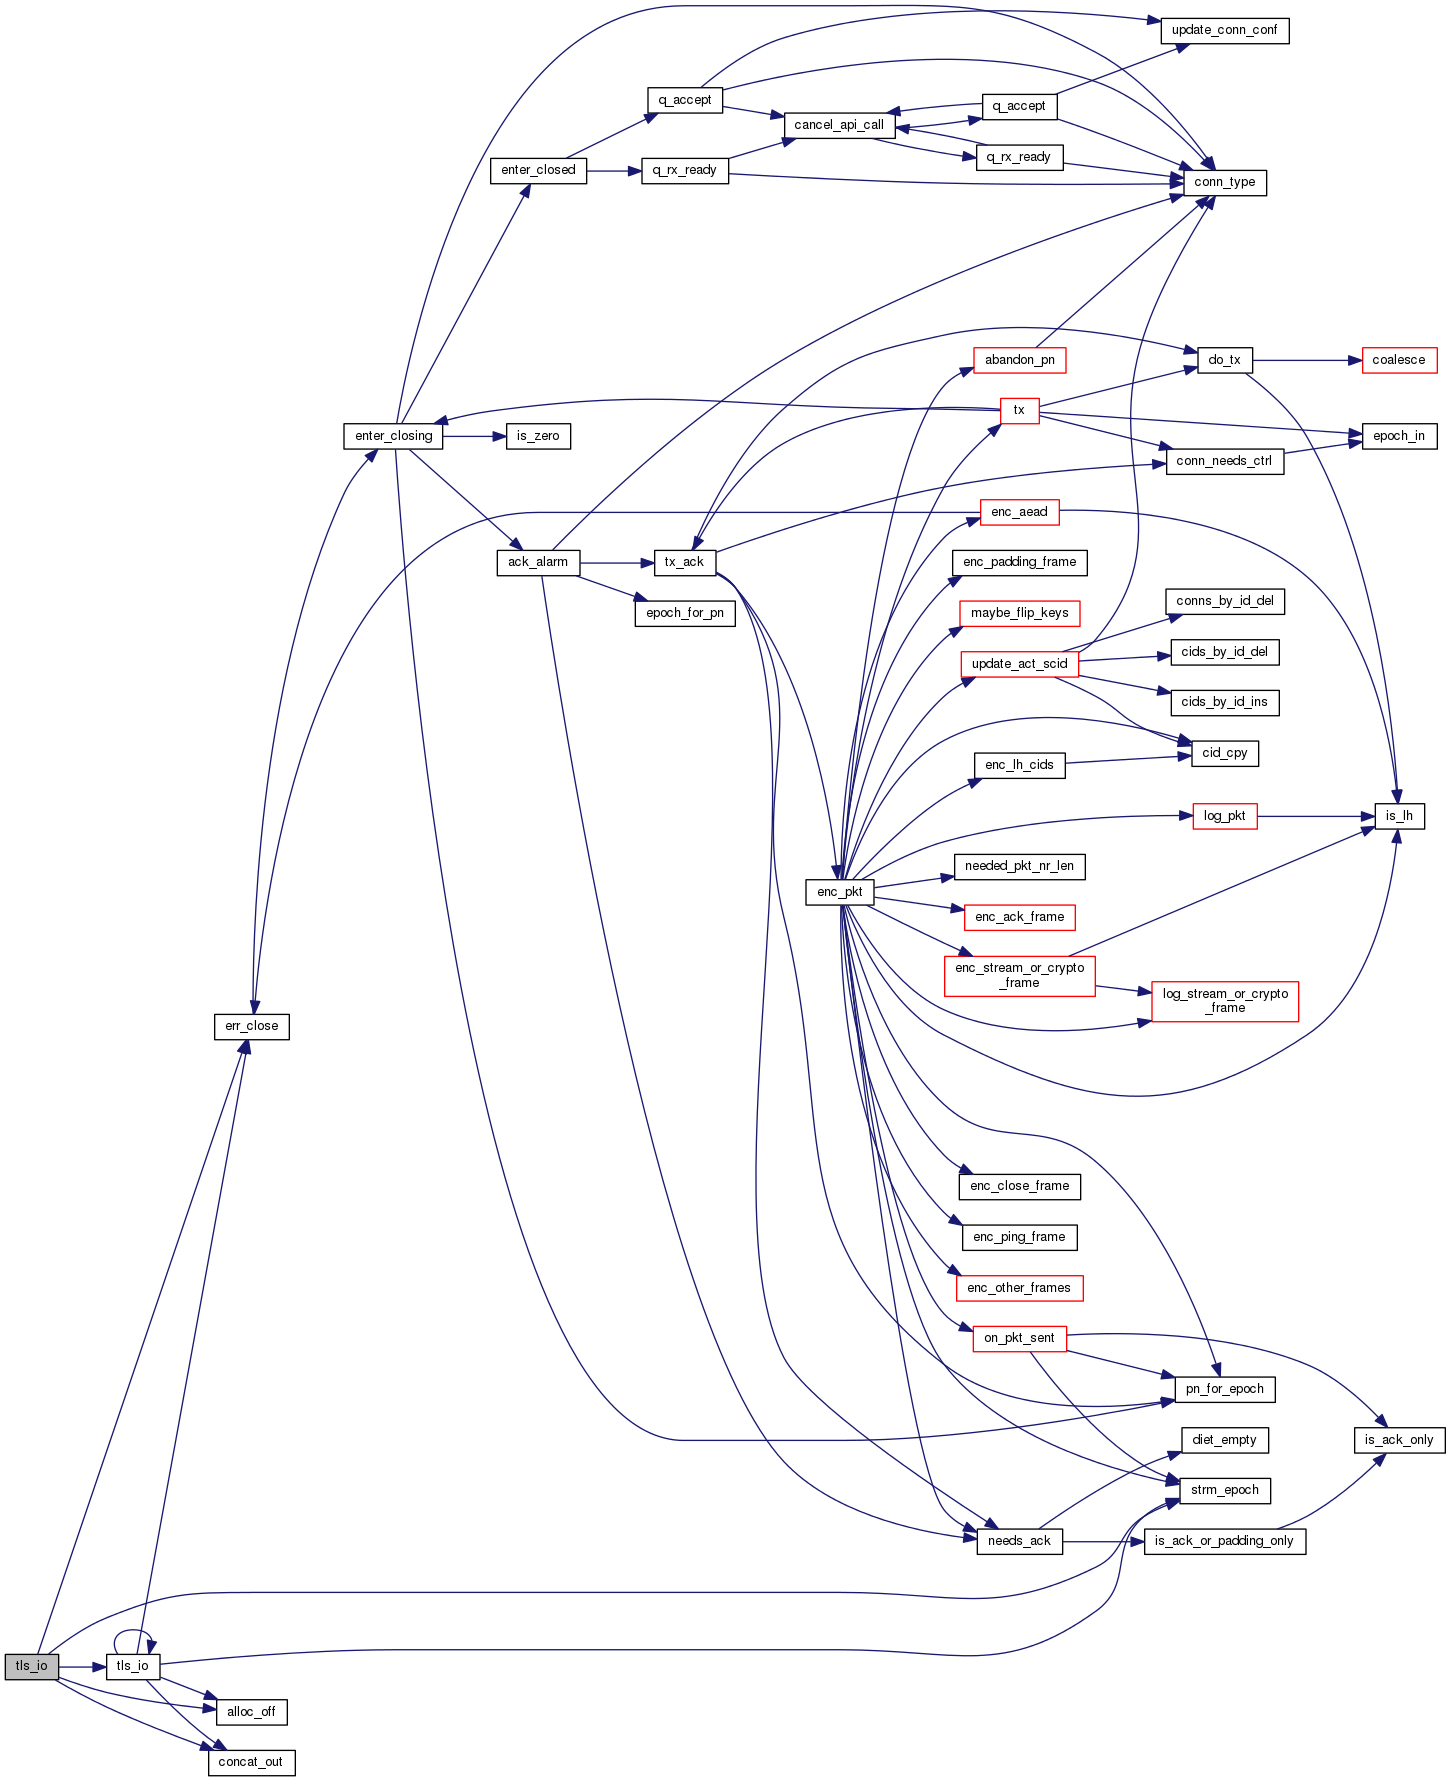 update_conn_conf
q_accept
q_accept
cancel_api_call
q_rx_ready
enter_closed
q_rx_ready
conn_type
abandon_pn
do_tx
coalesce
tx
enter_closing
is_zero
epoch_in
conn_needs_ctrl
enc_aead
ack_alarm
tx_ack
enc_padding_frame
epoch_for_pn
maybe_flip_keys
conns_by_id_del
update_act_scid
cids_by_id_del
cids_by_id_ins
cid_cpy
enc_lh_cids
log_pkt
is_lh
needed_pkt_nr_len
enc_pkt
enc_ack_frame
enc_stream_or_crypto
_frame
log_stream_or_crypto
_frame
err_close
enc_close_frame
enc_ping_frame
enc_other_frames
on_pkt_sent
pn_for_epoch
diet_empty
is_ack_only
strm_epoch
needs_ack
is_ack_or_padding_only
tls_io
tls_io
alloc_off
concat_out